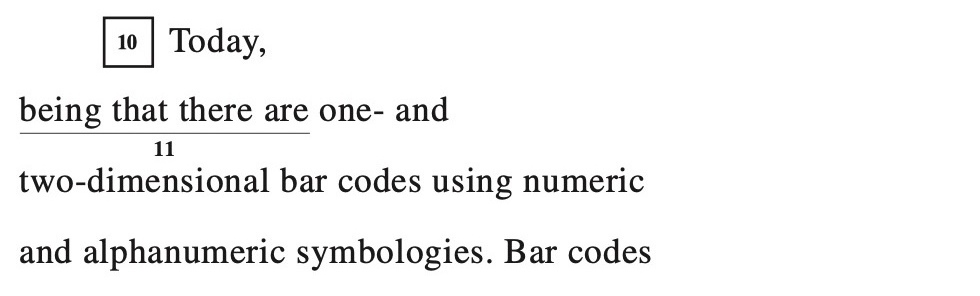 10 Today,
being that there are one- and
11
two-dimensional bar codes using numeric
and alphanumeric symbologies. Bar codes